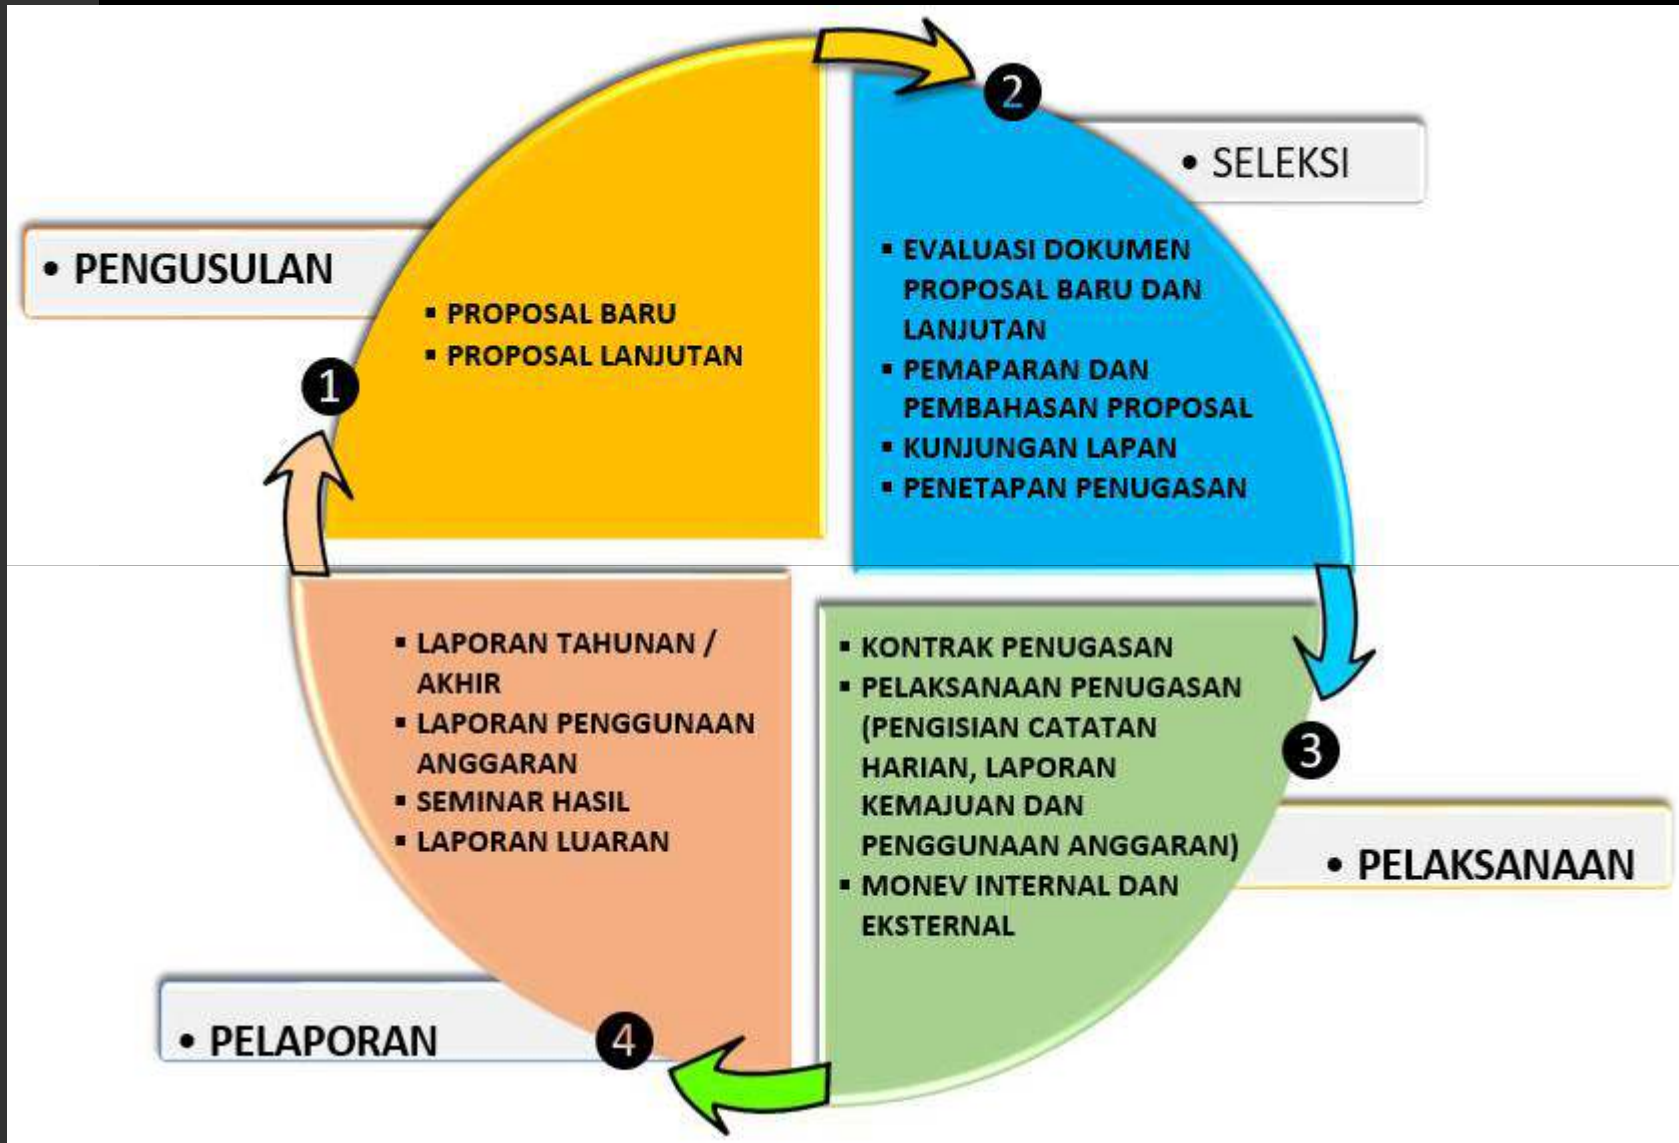 1
• PENGUSULAN
▪ PROPOSAL BARU
▪ PROPOSAL LANJUTAN
2
• SELEKSI
▪ EVALUASI DOKUMEN
PROPOSAL BARU DAN
LANJUTAN
▪ PEMAPARAN DAN
PEMBAHASAN PROPOSAL
▪ KUNJUNGAN LAPAN
▪ PENETAPAN PENUGASAN
3
• PELAKSANAAN
▪ KONTRAK PENUGASAN
▪ PELAKSANAAN PENUGASAN
(PENGISIAN CATATAN
HARIAN, LAPORAN
KEMAJUAN DAN
PENGGUNAAN ANGGARAN)
▪ MONEV INTERNAL DAN
EKSTERNAL
4
• PELAPORAN
▪ LAPORAN TAHUNAN /
AKHIR
▪ LAPORAN PENGGUNAAN
ANGGARAN
▪ SEMINAR HASIL
▪ LAPORAN LUARAN